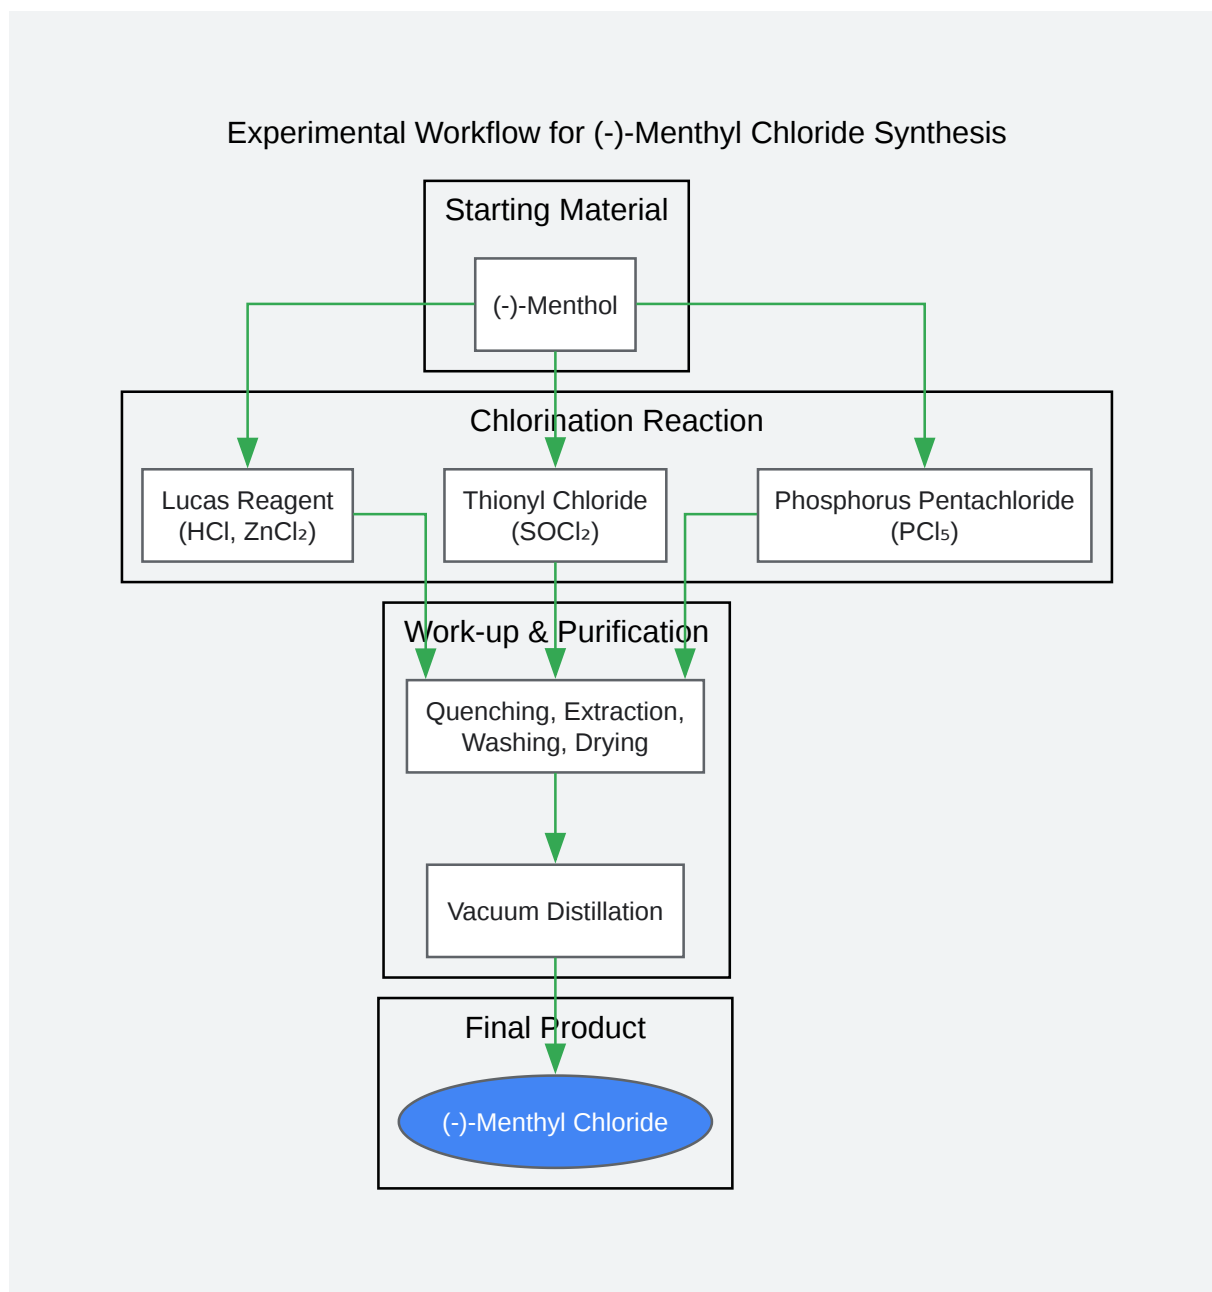 Experimental Workflow for (-)-Menthyl Chloride Synthesis
Starting Material
(-)-Menthol
Chlorination Reaction
Lucas Reagent
(HCl, ZnCl₂)
Thionyl Chloride
(SOCl₂)
Phosphorus Pentachloride
(PCl₅)
Work-up & Purification
Quenching, Extraction,
Washing, Drying
Vacuum Distillation
Final Product
(-)-Menthyl Chloride